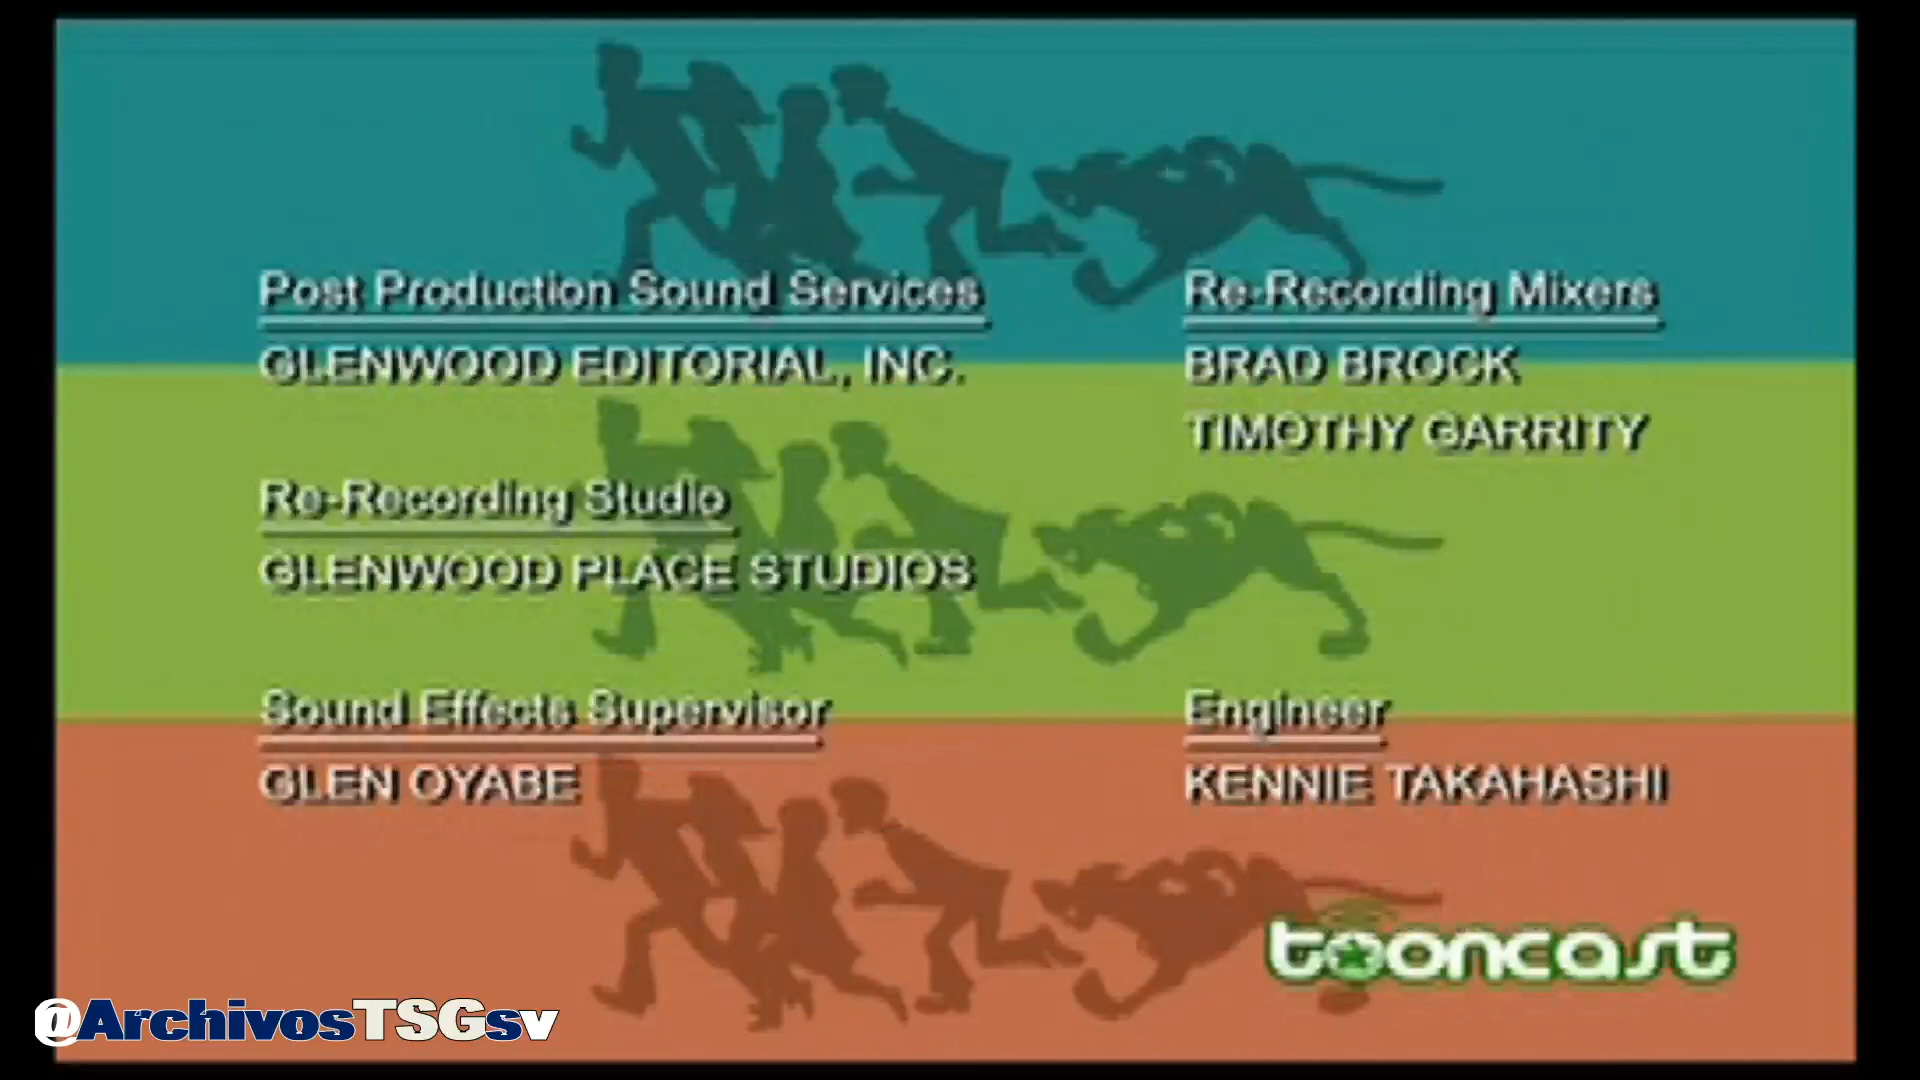 Post Production Sound Services
GLENWOOD EDITORIAL, INC.
Re-Recording Mixers
BRAD BROCK
TIMOTHY GARRITY
Re-Recording Studio
GLENWOOD PLACE STUDIOS
Sound Effects Supervisor
GLEN OYABE
Engineer
KENNIE TAKAHASHI
tooncast
@ArchivosTSGsv